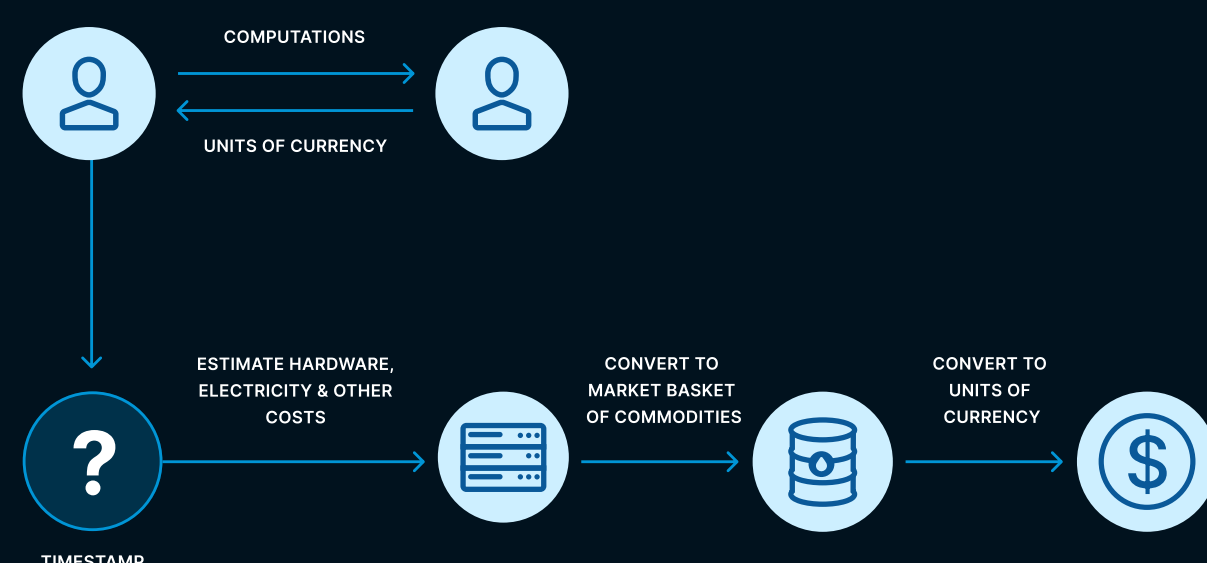 COMPUTATIONS
UNITS OF CURRENCY
ESTIMATE HARDWARE,
ELECTRICITY & OTHER
COSTS
CONVERT TO
MARKET BASKET
OF COMMODITIES
CONVERT TO
UNITS OF
CURRENCY
?
$
TIMESTAMP